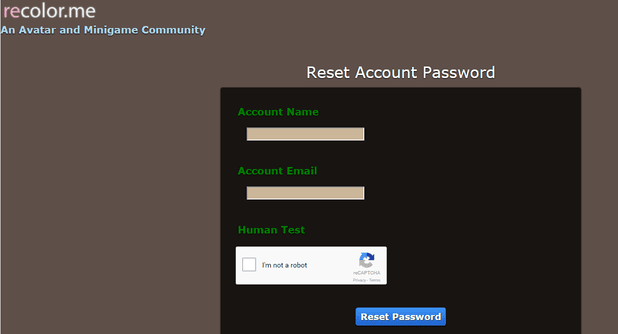 recolor.me
An Avatar and Minigame Community
Reset Account Password
Account Name
Account Email
Human Test
I'm not a robot
reCAPTCHA
Privacy - Terms
Reset Password